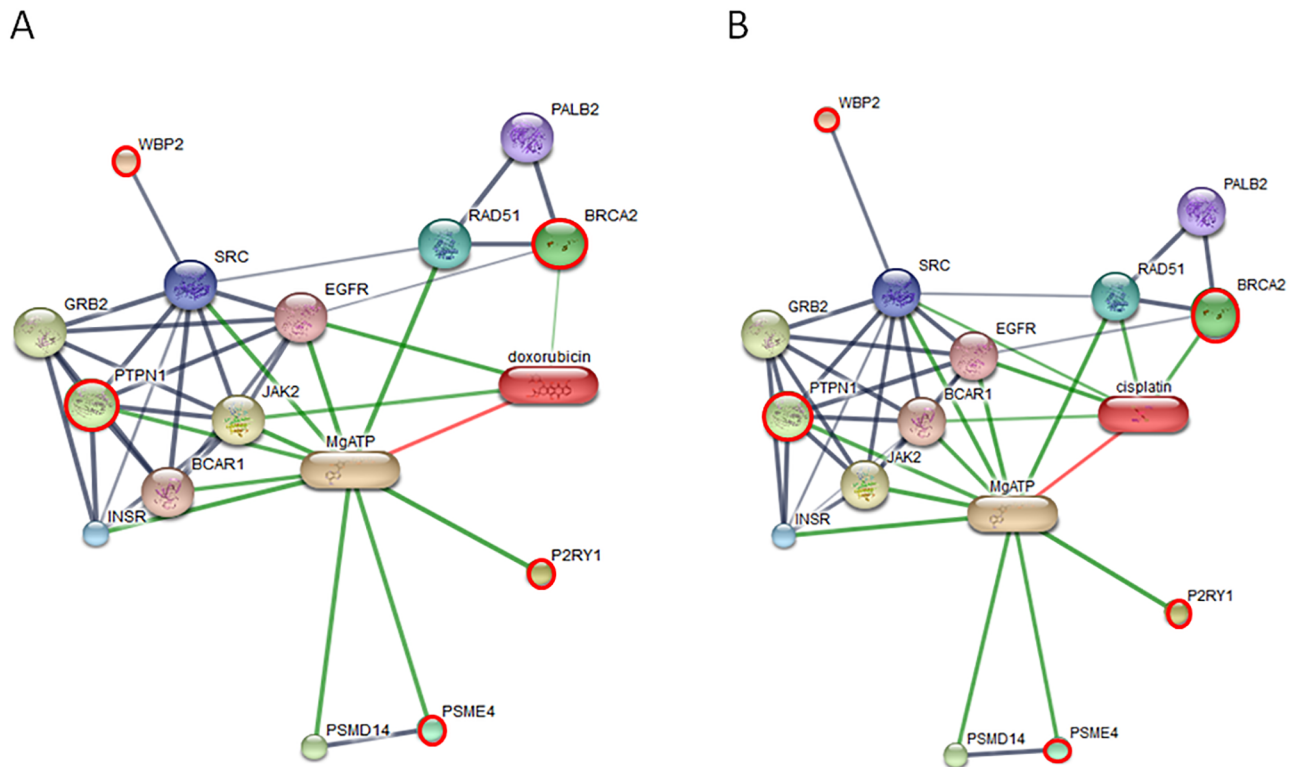 A
WBP2
PALB2
RAD51
BRCA2
SRC
EGFR
GRB2
doxorubicin
PTPN1
JAK2
MgATP
BCAR1
INSR
P2RY1
PSME4
PSMD14
B
WBP2
PALB2
RAD51
SRC
BRCA2
GRB2
EGFR
cisplatin
PTPN1
BCAR1
JAK2
MgATP
INSR
P2RY1
PSMD14
PSME4